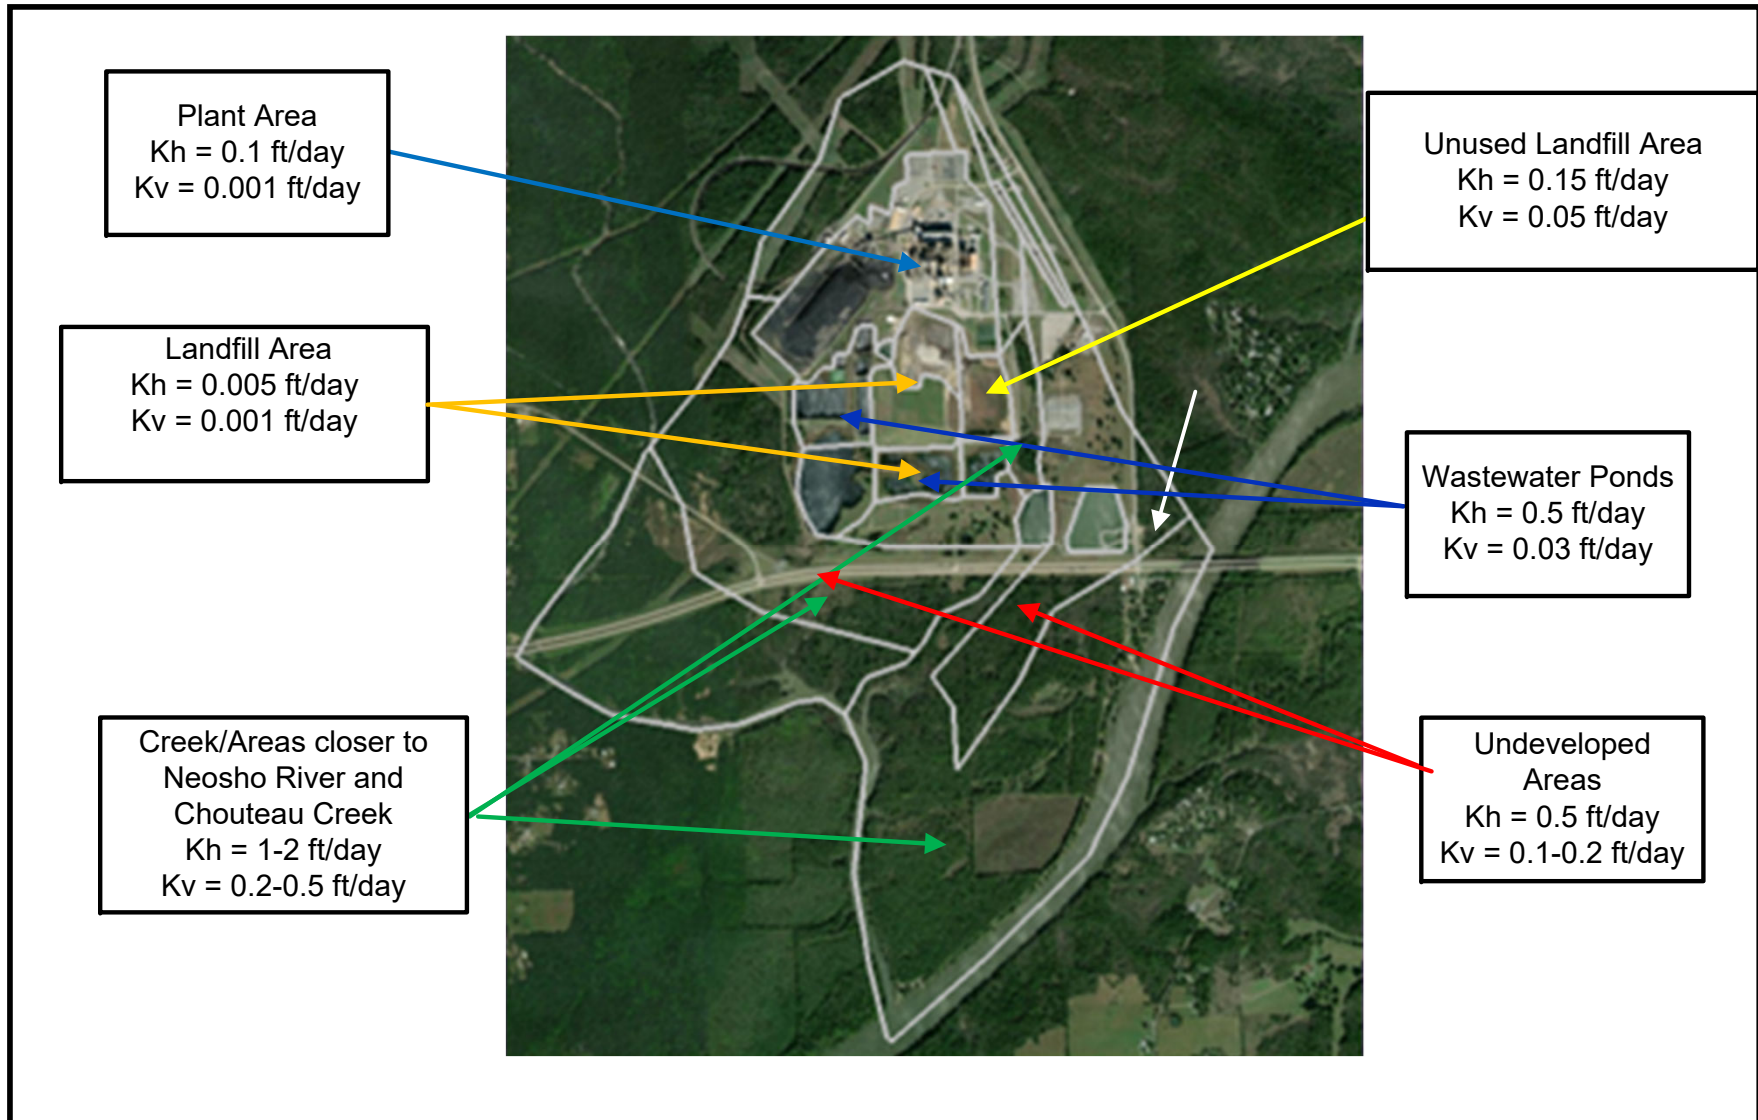 Plant Area
Kh = 0.1 ft/day
Kv = 0.001 ft/day
Unused Landfill Area
Kh = 0.15 ft/day
Kv = 0.05 ft/day
Landfill Area
Kh = 0.005 ft/day
Kv = 0.001 ft/day
Wastewater Ponds
Kh = 0.5 ft/day
Kv = 0.03 ft/day
Creek/Areas closer to
Neosho River and
Chouteau Creek
Kh = 1-2 ft/day
Kv = 0.2-0.5 ft/day
Undeveloped
Areas
Kh = 0.5 ft/day
Kv = 0.1-0.2 ft/day